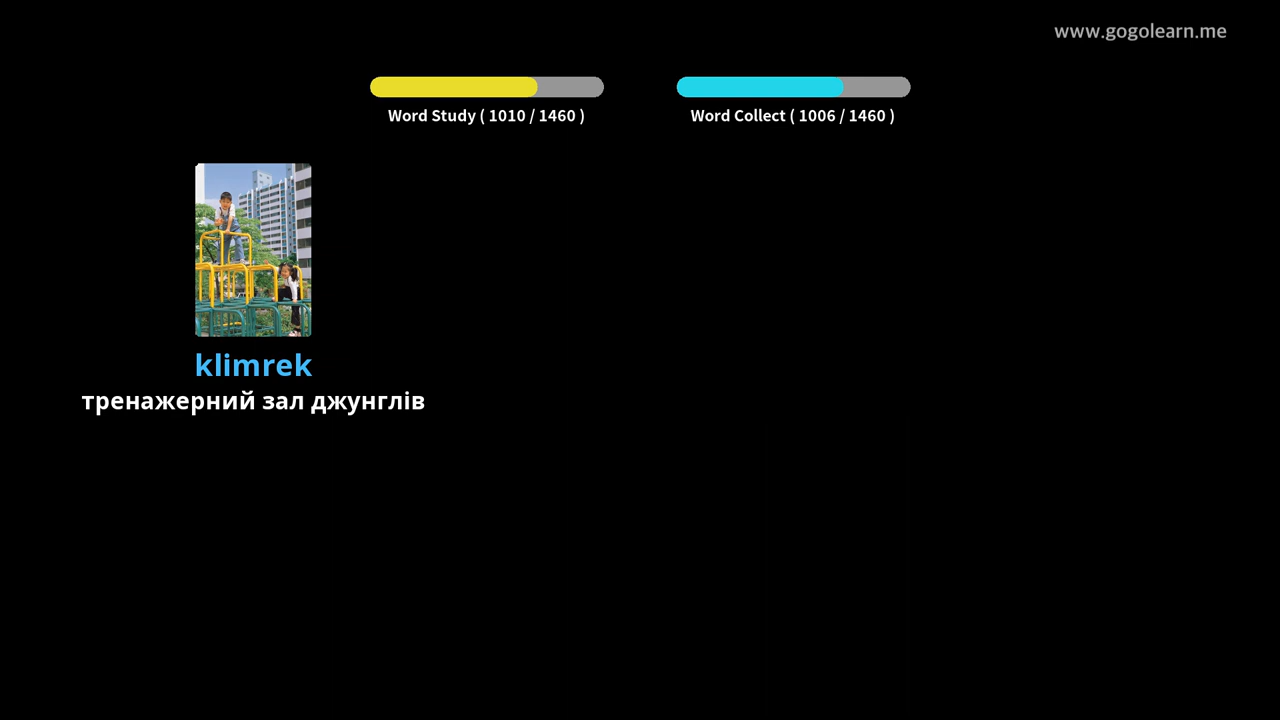 www.gogolearn.me
Word Study ( 1010 / 1460 )
Word Collect ( 1006 / 1460 )
klimrek
тренажерний зал джунглів